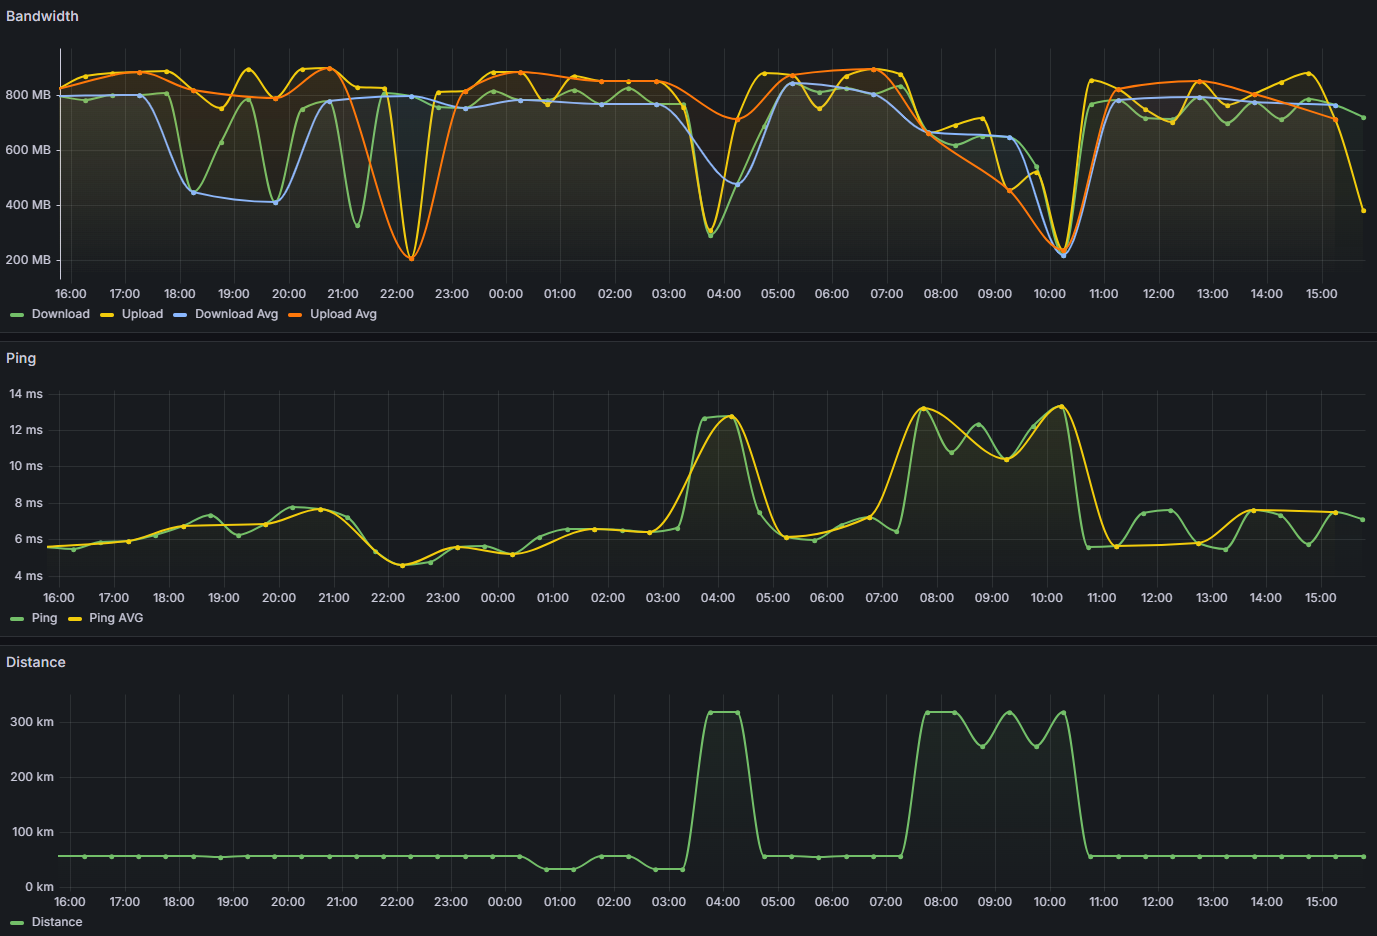 Bandwidth
800 MB
600 MB
400 MB
200 MB
16:00 17:00 18:00 19:00 20:00 21:00 22:00 23:00 00:00 01:00 02:00 03:00 04:00 05:00 06:00 07:00 08:00 09:00 10:00 11:00 12:00 13:00 14:00 15:00
Download Upload Download Avg Upload Avg
Ping
14 ms
12 ms
10 ms
8 ms
6 ms
4 ms
16:00 17:00 18:00 19:00 20:00 21:00 22:00 23:00 00:00 01:00 02:00 03:00 04:00 05:00 06:00 07:00 08:00 09:00 10:00 11:00 12:00 13:00 14:00 15:00
Ping Ping AVG
Distance
300 km
200 km
100 km
0 km
16:00 17:00 18:00 19:00 20:00 21:00 22:00 23:00 00:00 01:00 02:00 03:00 04:00 05:00 06:00 07:00 08:00 09:00 10:00 11:00 12:00 13:00 14:00 15:00
Distance